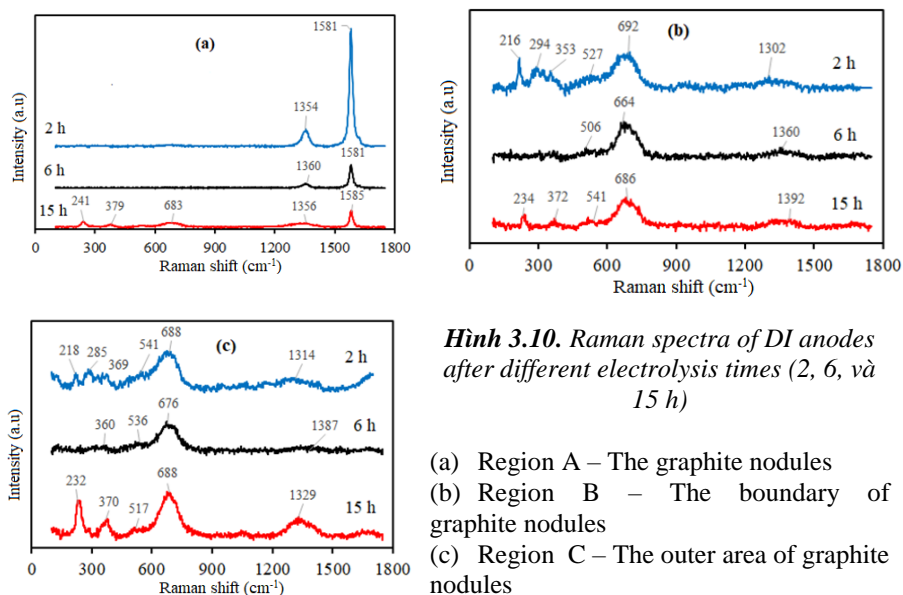 (a)
1581
1354
2 h
1581
6 h
1360
241
379
683
1356
1585
15 h
Intensity (a.u)
0 300 600 900 1200 1500 1800
Raman shift (cm-1)
(b)
692
216
294
353
527
1302
2 h
664
506
1360
6 h
686
234
372
541
1392
15 h
Intensity (a.u)
0 300 600 900 1200 1500 1800
Raman shift (cm-1)
(c)
688
218
285
369
541
1314
2 h
676
360
536
1387
6 h
688
232
370
517
1329
15 h
Intensity (a.u)
0 300 600 900 1200 1500 1800
Raman shift (cm-1)
Hình 3.10. Raman spectra of DI anodes
after different electrolysis times (2, 6, và
15 h)
(a) Region A – The graphite nodules
(b) Region B – The boundary of
graphite nodules
(c) Region C – The outer area of graphite
nodules